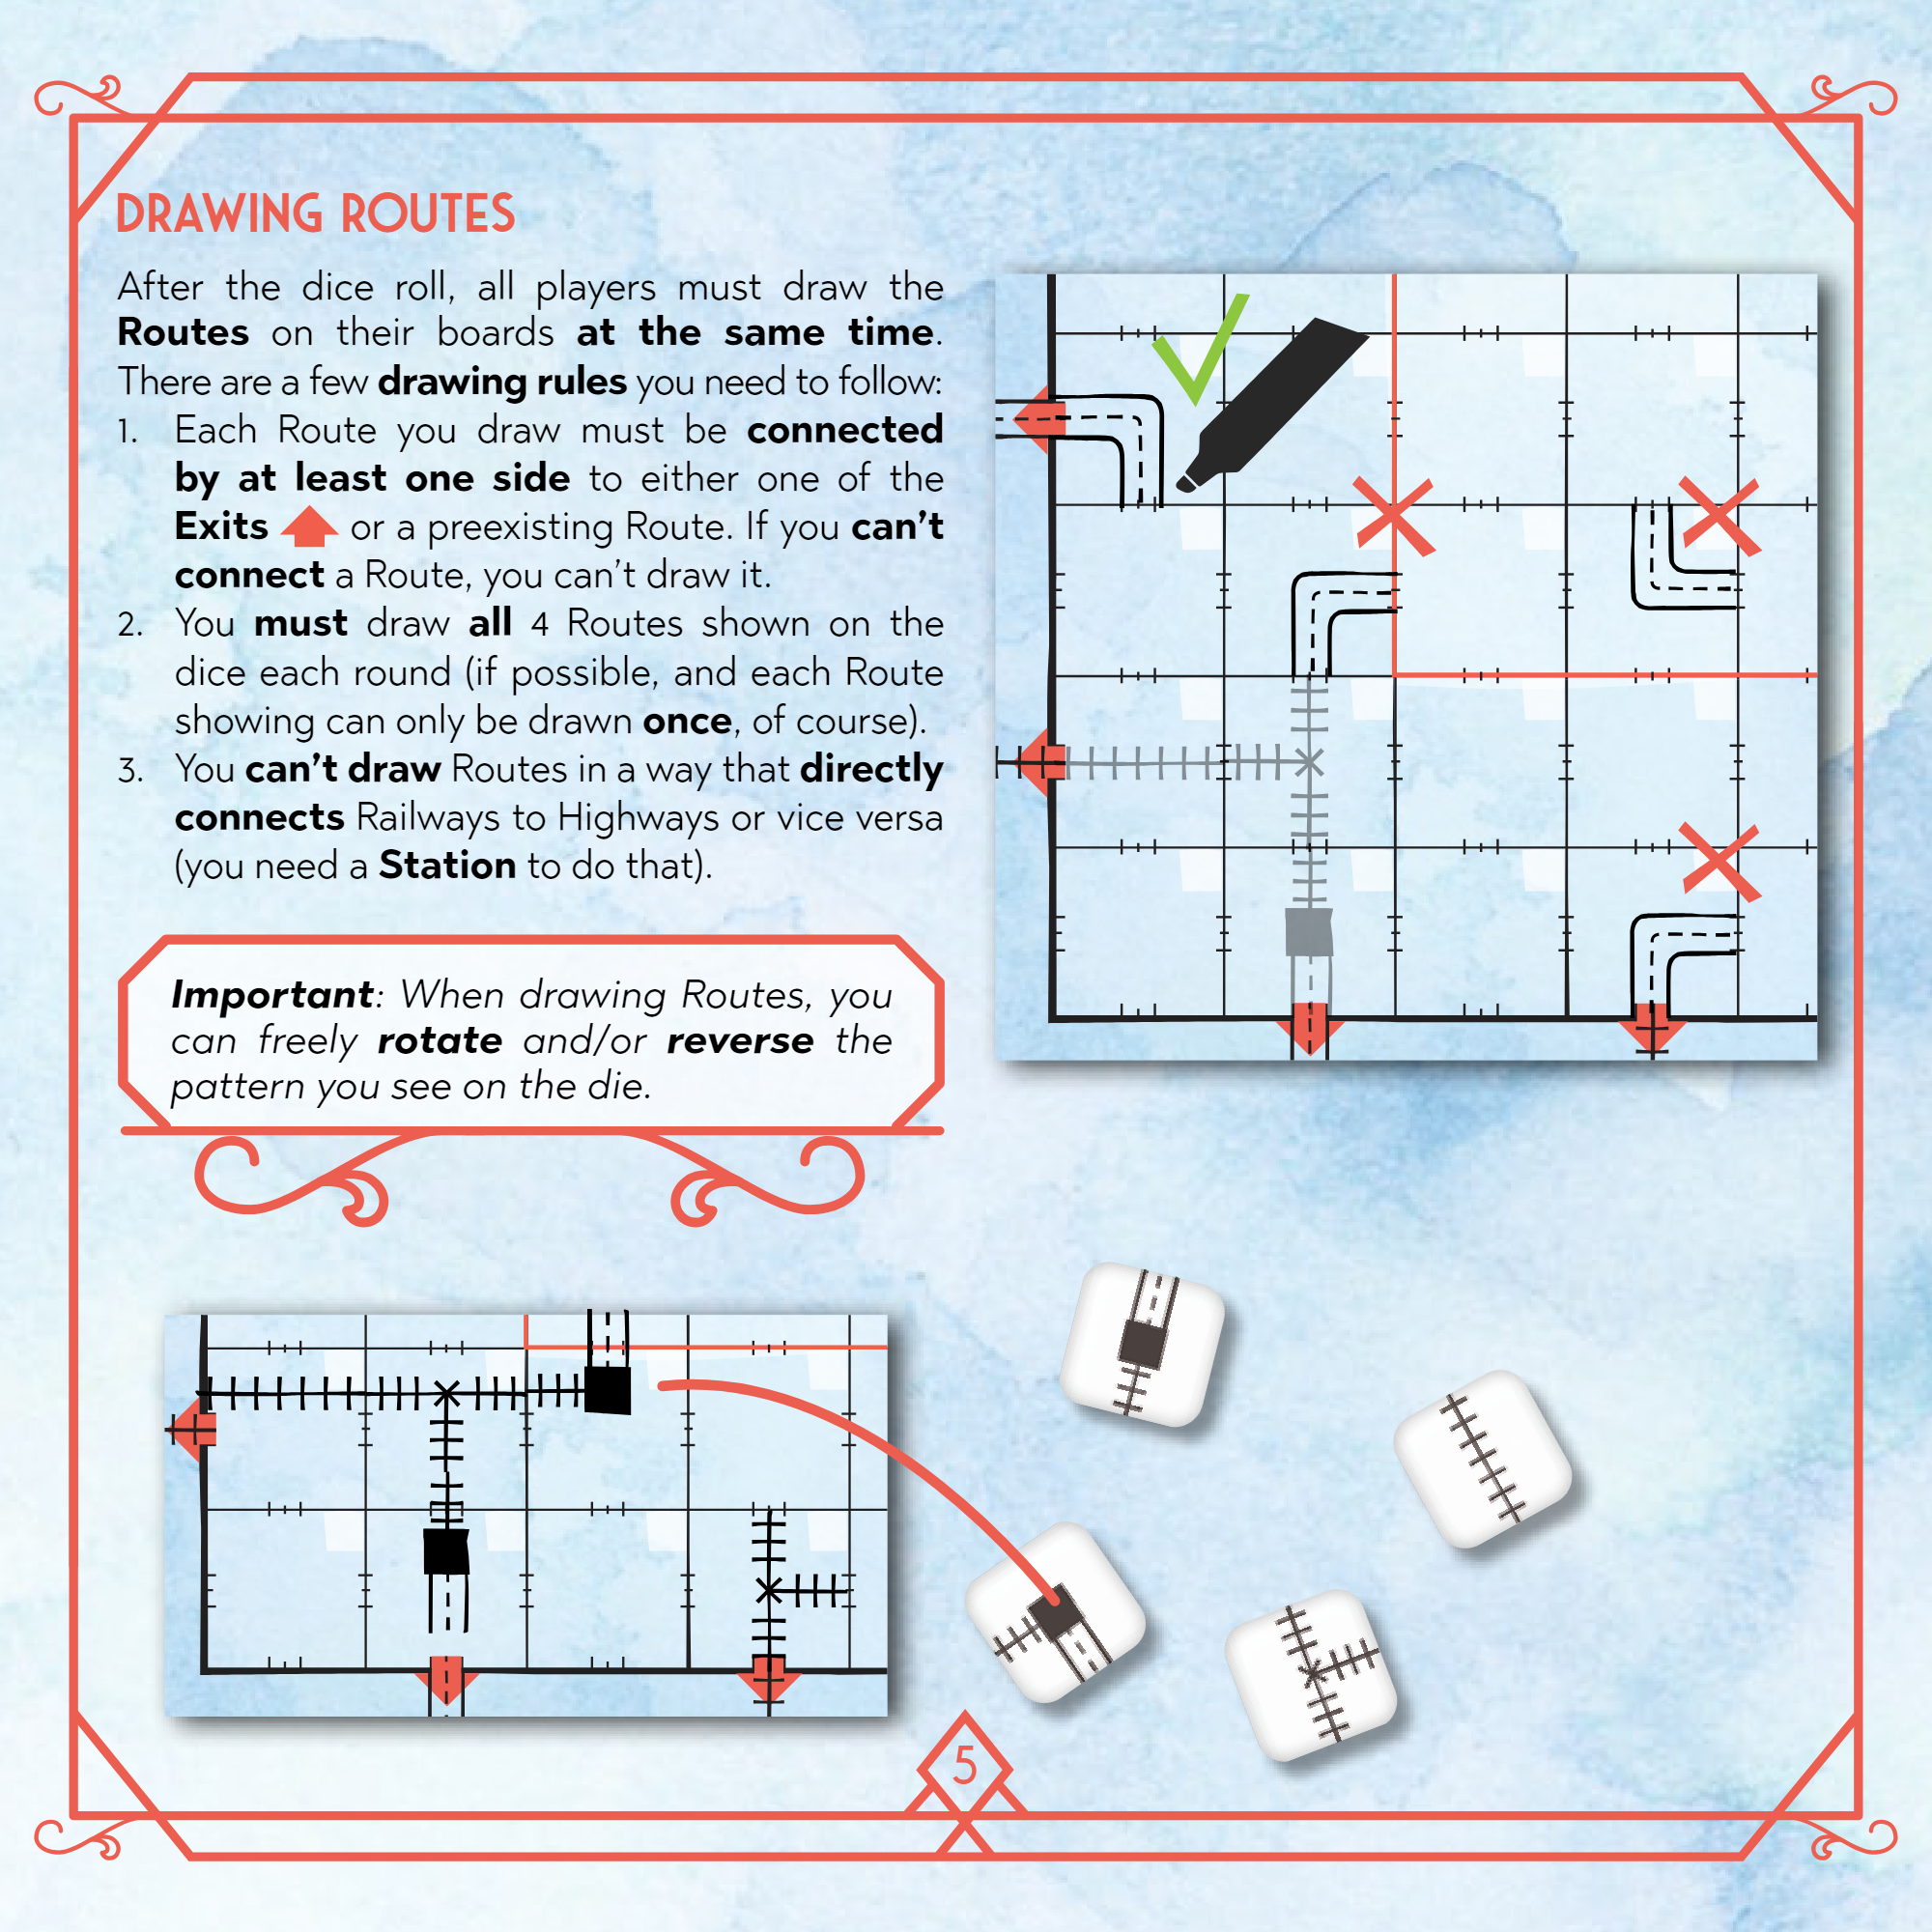 DRAWING ROUTES
After the dice roll, all players must draw the
Routes on their boards at the same time.
There are a few drawing rules you need to follow:
1. Each Route you draw must be connected
by at least one side to either one of the
Exits or a preexisting Route. If you can't
connect a Route, you can't draw it.
2. You must draw all 4 Routes shown on the
dice each round (if possible, and each Route
showing can only be drawn once, of course).
3. You can't draw Routes in a way that directly
connects Railways to Highways or vice versa
(you need a Station to do that).
Important: When drawing Routes, you
can freely rotate and/or reverse the
pattern you see on the die.
5